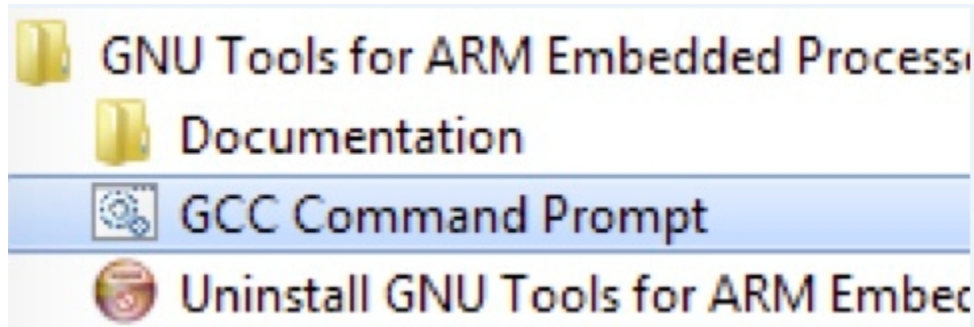 GNU Tools for ARM Embedded Process
Documentation
GCC Command Prompt
Uninstall GNU Tools for ARM Embed